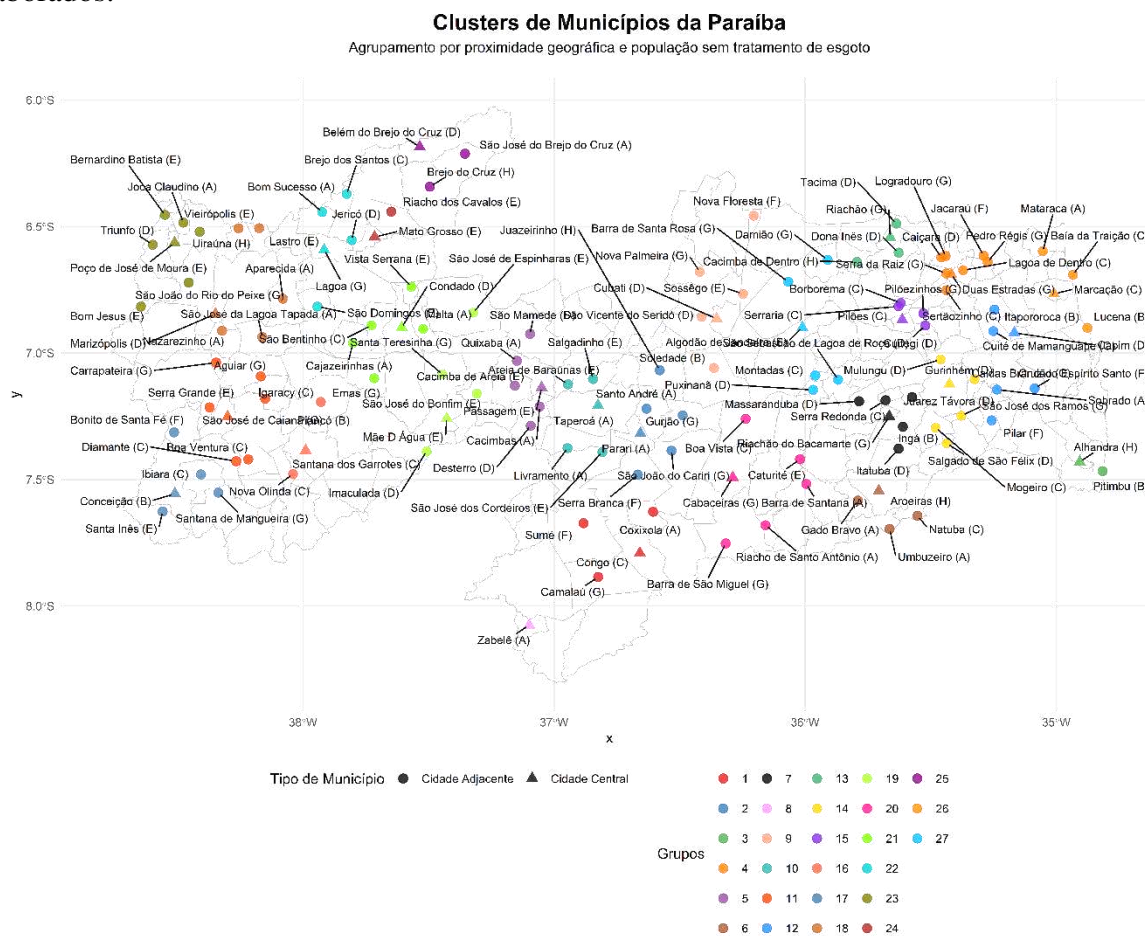 Clusters de Municípios da Paraíba
Agrupamento por proximidade geográfica e população sem tratamento de esgoto
6.0°S
Belém do Brejo do Cruz (D)
São José do Brejo do Cruz (A)
Bernardino Batista (E)
Brejo dos Santos (C)
Brejo do Cruz (H)
Joca Claudino (A)
Bom Sucesso (A)
Riacho dos Cavalos (E)
Tacima (D)
Logradouro (G)
Nova Floresta (F)
Riachão (G)
Jacaraú (F)
Mataraca (A)
Vieirópolis (E)
Jericó (D)
6.5°S
Triunfo (D)
Mato Grosso (E)
Juazeirinho (H)
Barra de Santa Rosa (G)
Damião (G)
Dona Inês (D)
Caiçara (D)
Pedro Régis (G)
Baía da Traição (C)
Uiraúna (H)
Lastro (E)
Vista Serrana (E)
São José de Espinharas (E)
Nova Palmeira (G)
Cacimba de Dentro (H)
Serra da Raiz (G)
Lagoa de Dentro (C)
Poço de José de Moura (E)
Aparecida (A)
Lagoa (G)
Condado (D)
Cubati (D)
Sossêgo (E)
Borborema (C)
Pilõezinhos (G)
Duas Estradas (G)
Marcação (C)
São João do Rio do Peixe (G)
São José da Lagoa Tapada (A)
São Domingos (E)
Malta (A)
São Mamede (D)
São Vicente do Seridó (D)
Serraria (C)
Pilões (C)
Sertãozinho (C)
Itapororoca (B)
Lucena (B)
Bom Jesus (E)
Marizópolis (D)
Nazarezinho (A)
São Bentinho (C)
Santa Teresinha (G)
Quixaba (A)
Salgadinho (E)
Soledade (B)
Cuité de Mamanguape (C)
Capim (D)
7.0°S
Carrapateira (G)
Aguiar (G)
Cajazeirinhas (A)
Cacimba de Areia (E)
Areia de Baraúnas (E)
Montadas (C)
Mulungu (D)
Gurinhém (D)
Serra Grande (E)
Igaracy (C)
Emas (G)
São José do Bonfim (E)
Passagem (E)
Santo André (A)
Puxinanã (D)
Massaranduba (D)
Juarez Távora (D)
São José dos Ramos (G)
Sobrado (A)
Bonito de Santa Fé (F)
São José de Caiana (G)
Piancó (B)
Mãe D Água (E)
Cacimbas (A)
Taperoá (A)
Gurjão (G)
Serra Redonda (C)
Pilar (F)
Diamante (C)
Boa Ventura (C)
Desterro (D)
Parari (A)
Boa Vista (C)
Riachão do Bacamarte (G)
Ingá (B)
Alhandra (H)
Ibiara (C)
Santana dos Garrotes (C)
Livramento (A)
São João do Cariri (G)
Caturité (E)
Itatuba (D)
Salgado de São Félix (D)
7.5°S
Conceição (B)
Nova Olinda (C)
Imaculada (D)
São José dos Cordeiros (E)
Serra Branca (F)
Cabaceiras (G)
Barra de Santana (A)
Aroeiras (H)
Mogeiro (C)
Pitimbu (B)
Santa Inês (E)
Santana de Mangueira (G)
Sumé (F)
Coxixola (A)
Gado Bravo (A)
Natuba (C)
Congo (C)
Riacho de Santo Antônio (A)
Umbuzeiro (A)
Camalaú (G)
Barra de São Miguel (G)
8.0°S
Zabelê (A)
38°W
37°W
36°W
35°W
x
y
Tipo de Município
Cidade Adjacente
Cidade Central
Grupos
1 7 13 19 25
2 8 14 20 26
3 9 15 21 27
4 10 16 22
5 11 17 23
6 12 18 24